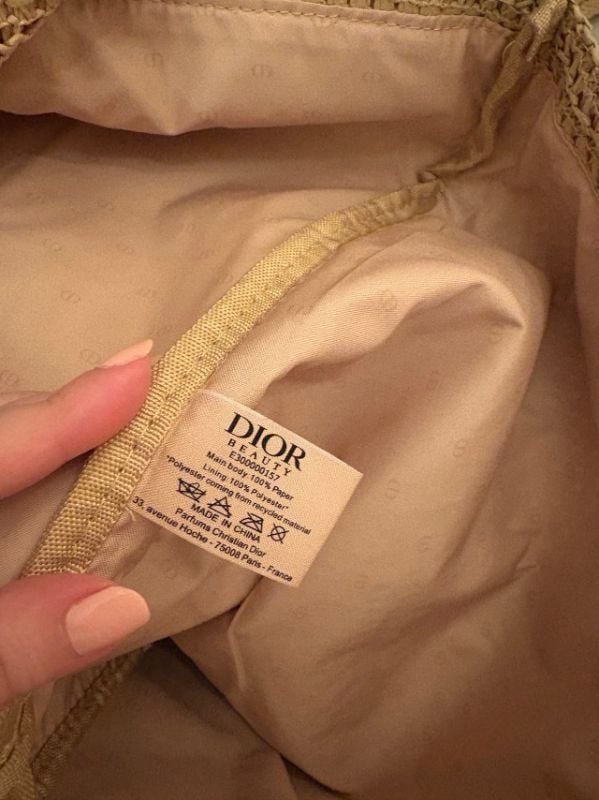 DIOR
BEAUTY
E300000157
Main body:100% Paper
Lining: 100% Polyester*
*Polyester coming from recycled material
MADE IN CHINA
Parfums Christian Dior
33, avenue Hoche - 75008 Paris - France